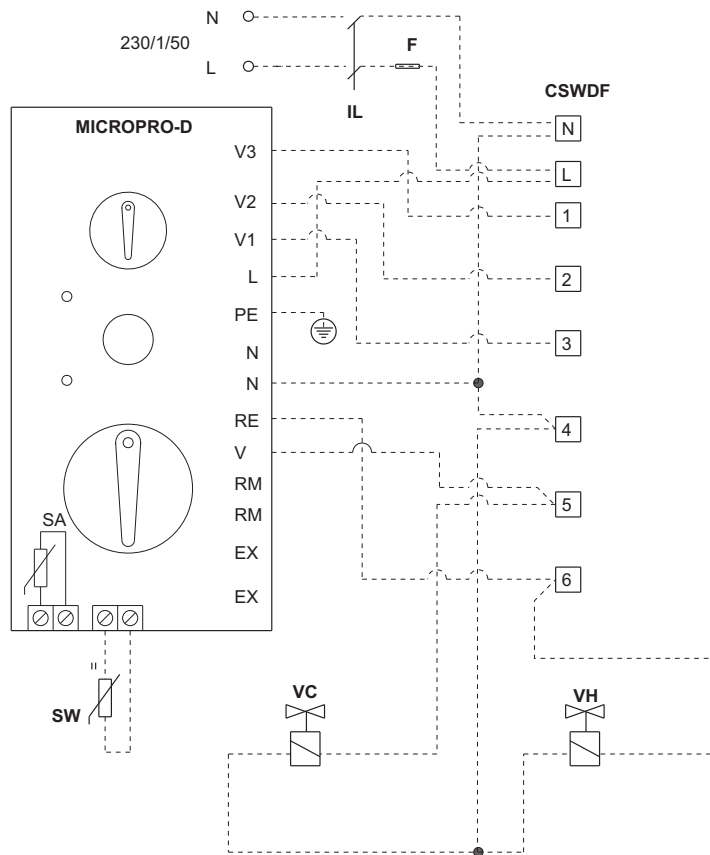 N
230/1/50
L
F
IL
CSWDF
MICROPRO-D
N
V3
L
V2
1
V1
L
2
PE
3
N
N
RE
4
V
RM
5
RM
SA
EX
6
EX
"
SW
VC
VH